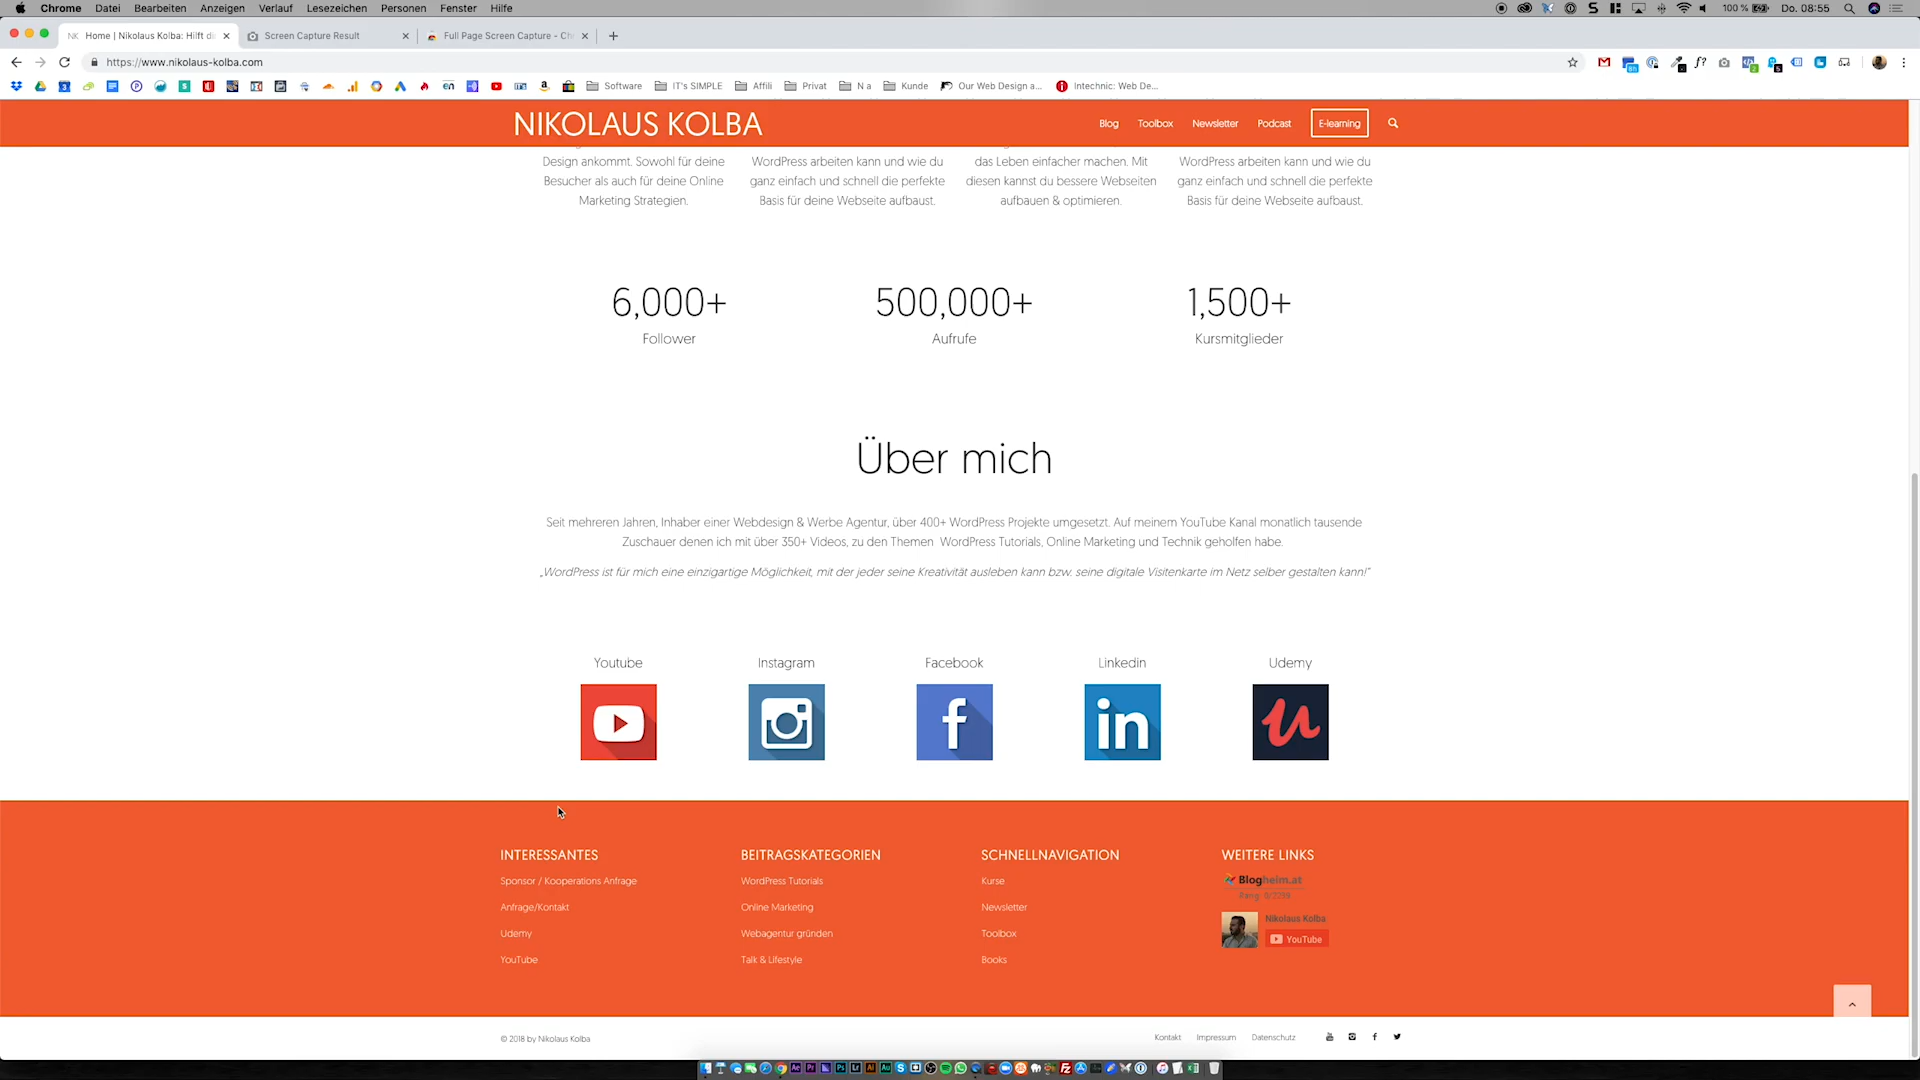 Chrome Datei Bearbeiten Anzeigen Verlauf Lesezeichen Personen Fenster Hilfe 100 % Do. 08:55
NK Home | Nikolaus Kolba: Hilft di Screen Capture Result Full Page Screen Capture - Ch
https://www.nikolaus-kolba.com
Software IT's SIMPLE Affili Privat N a Kunde Our Web Design a... Intechnic: Web De...
NIKOLAUS KOLBA Blog Toolbox Newsletter Podcast E-learning
Design ankommt. Sowohl für deine
Besucher als auch für deine Online
Marketing Strategien.
WordPress arbeiten kann und wie du
ganz einfach und schnell die perfekte
Basis für deine Webseite aufbaust.
das Leben einfacher machen. Mit
diesen kannst du bessere Webseiten
aufbauen & optimieren.
WordPress arbeiten kann und wie du
ganz einfach und schnell die perfekte
Basis für deine Webseite aufbaust.
6,000+ 500,000+ 1,500+
Follower Aufrufe Kursmitglieder
Über mich
Seit mehreren Jahren, Inhaber einer Webdesign & Werbe Agentur, über 400+ WordPress Projekte umgesetzt. Auf meinem YouTube Kanal monatlich tausende
Zuschauer denen ich mit über 350+ Videos, zu den Themen WordPress Tutorials, Online Marketing und Technik geholfen habe.
„WordPress ist für mich eine einzigartige Möglichkeit, mit der jeder seine Kreativität ausleben kann bzw. seine digitale Visitenkarte im Netz selber gestalten kann!"
Youtube Instagram Facebook Linkedin Udemy
INTERESSANTES
Sponsor / Kooperations Anfrage
Anfrage/Kontakt
Udemy
YouTube
BEITRAGSKATEGORIEN
WordPress Tutorials
Online Marketing
Webagentur gründen
Talk & Lifestyle
SCHNELLNAVIGATION
Kurse
Newsletter
Toolbox
Books
WEITERE LINKS
Blogheim.at
Nikolaus Kolba
YouTube
© 2018 by Nikolaus Kolba Kontakt Impressum Datenschutz